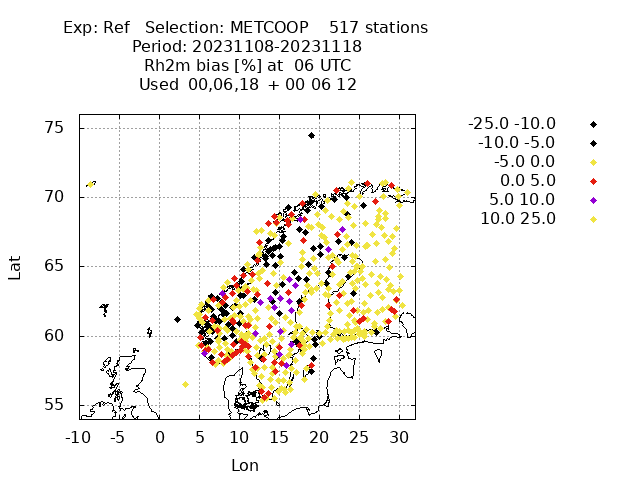 Exp: Ref   Selection: METCOOP    517 stations
Period: 20231108-20231118
Rh2m bias [%] at  06 UTC
Used  00,06,18  + 00 06 12
-25.0 -10.0
-10.0 -5.0
-5.0 0.0
0.0 5.0
5.0 10.0
10.0 25.0
75
70
65
60
55
Lat
-10 -5 0 5 10 15 20 25 30
Lon